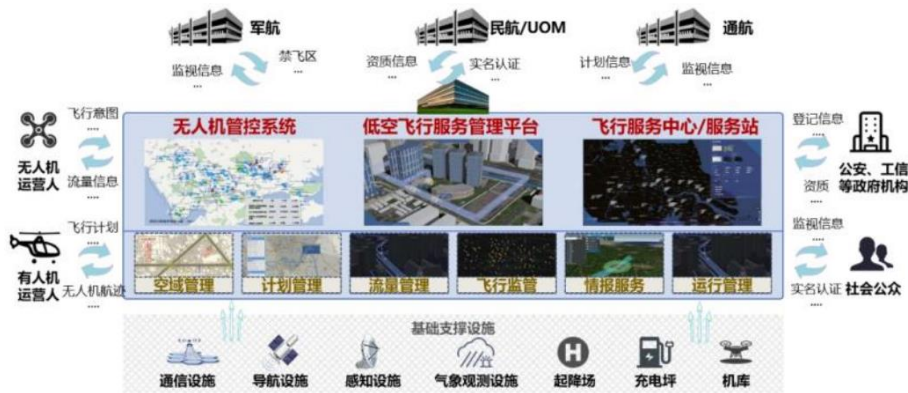 军航
民航/UOM
通航
监视信息
...
禁飞区
...
资质信息
...
实名认证
...
计划信息
...
监视信息
...
飞行意图
....
无人机
运营人
流量信息
....
飞行计划
....
有人机
运营人
无人机航迹
....
无人机管控系统
低空飞行服务管理平台
飞行服务中心/服务站
空域管理
计划管理
流量管理
飞行监管
情报服务
运行管理
登记信息
....
公安、工信
等政府机构
资质
....
监视信息
....
社会公众
实名认证
....
基础支撑设施
通信设施
导航设施
感知设施
气象观测设施
起降场
充电坪
机库
H